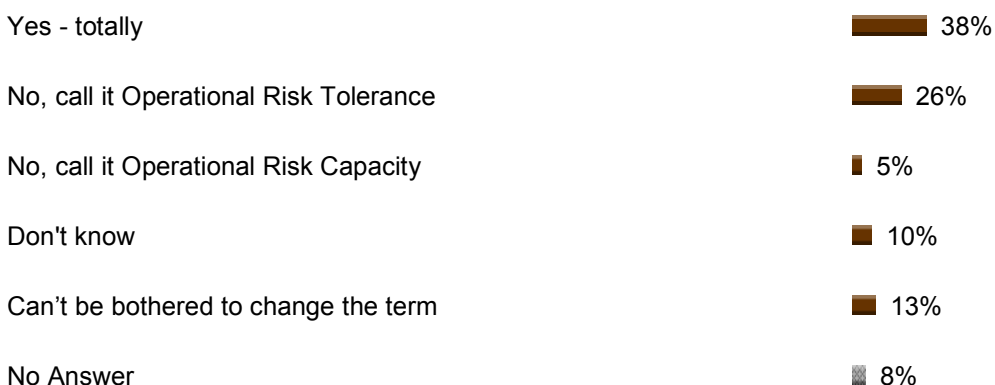 Yes - totally 38%
No, call it Operational Risk Tolerance 26%
No, call it Operational Risk Capacity 5%
Don't know 10%
Can’t be bothered to change the term 13%
No Answer 8%